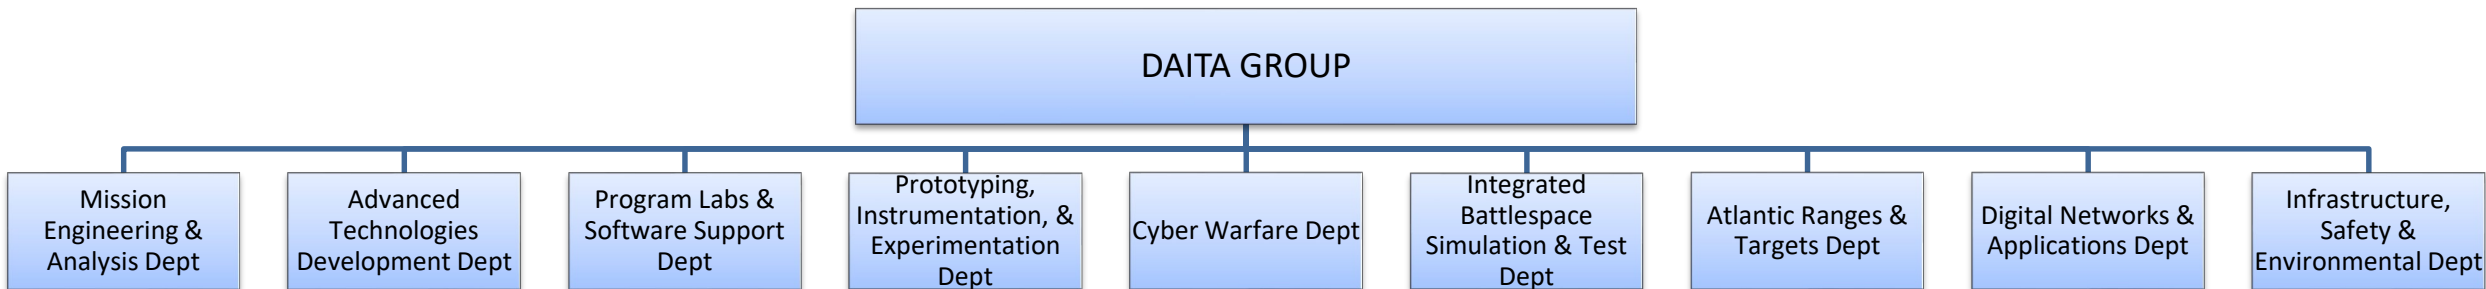 DAITA GROUP
Mission
Engineering &
Analysis Dept
Advanced
Technologies
Development Dept
Program Labs &
Software Support
Dept
Prototyping,
Instrumentation, &
Experimentation
Dept
Cyber Warfare Dept
Integrated
Battlespace
Simulation & Test
Dept
Atlantic Ranges &
Targets Dept
Digital Networks &
Applications Dept
Infrastructure,
Safety &
Environmental Dept